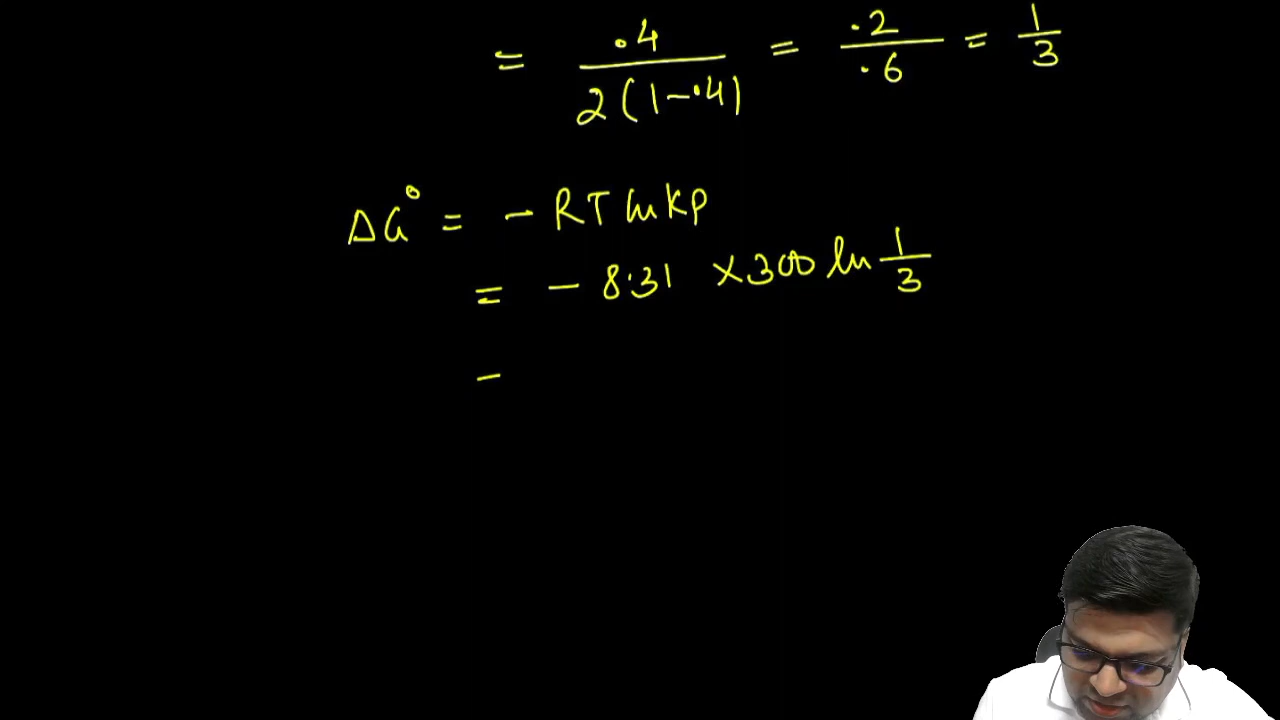 = .4 / 2(1-.4) = .2 / .6 = 1/3
ΔG° = - RT ln Kp
= - 8.31 × 300 ln 1/3
-